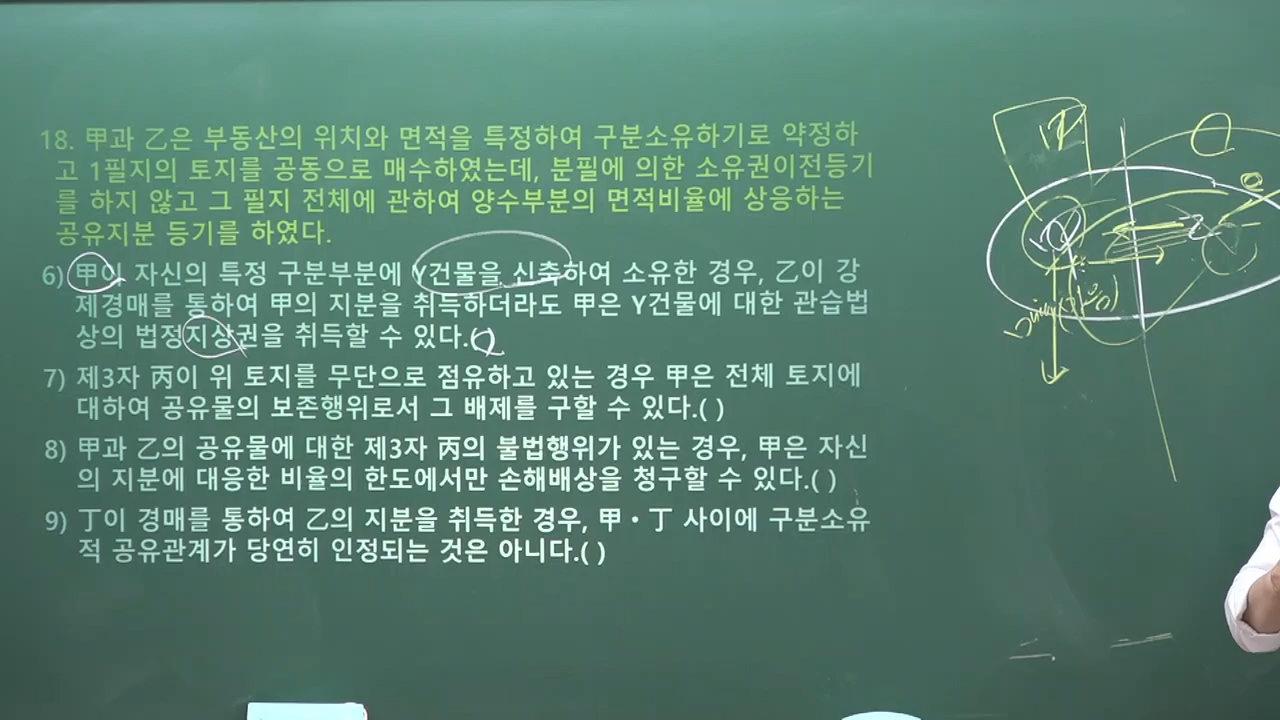 18. 甲과 乙은 부동산의 위치와 면적을 특정하여 구분소유하기로 약정하
고 1필지의 토지를 공동으로 매수하였는데, 분필에 의한 소유권이전등기
를 하지 않고 그 필지 전체에 관하여 양수부분의 면적비율에 상응하는
공유지분 등기를 하였다.
6) 甲이 자신의 특정 구분부분에 Y건물을 신축하여 소유한 경우, 乙이 강
제경매를 통하여 甲의 지분을 취득하더라도 甲은 Y건물에 대한 관습법
상의 법정지상권을 취득할 수 있다.( )
7) 제3자 丙이 위 토지를 무단으로 점유하고 있는 경우 甲은 전체 토지에
대하여 공유물의 보존행위로서 그 배제를 구할 수 있다.( )
8) 甲과 乙의 공유물에 대한 제3자 丙의 불법행위가 있는 경우, 甲은 자신
의 지분에 대응한 비율의 한도에서만 손해배상을 청구할 수 있다.( )
9) 丁이 경매를 통하여 乙의 지분을 취득한 경우, 甲・丁 사이에 구분소유
적 공유관계가 당연히 인정되는 것은 아니다.( )